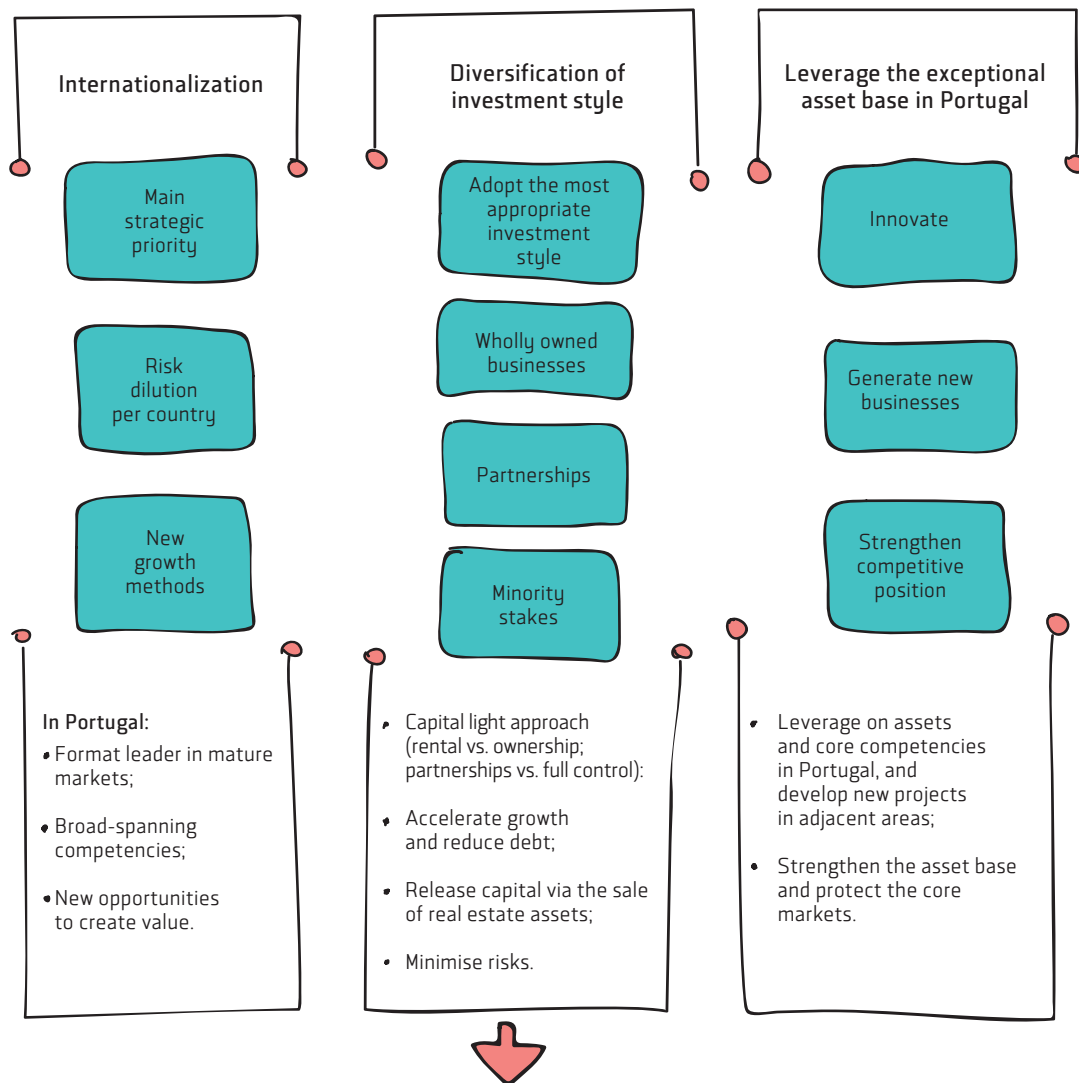 Internationalization
Main
strategic
priority
Risk
dilution
per country
New
growth
methods
In Portugal:
• Format leader in mature
markets;
• Broad-spanning
competencies;
• New opportunities
to create value.
Diversification of
investment style
Adopt the most
appropriate
investment
style
Wholly owned
businesses
Partnerships
Minority
stakes
• Capital light approach
(rental vs. ownership;
partnerships vs. full control):
• Accelerate growth
and reduce debt;
• Release capital via the sale
of real estate assets;
• Minimise risks.
Leverage the exceptional
asset base in Portugal
Innovate
Generate new
businesses
Strengthen
competitive
position
• Leverage on assets
and core competencies
in Portugal, and
develop new projects
in adjacent areas;
• Strengthen the asset base
and protect the core
markets.